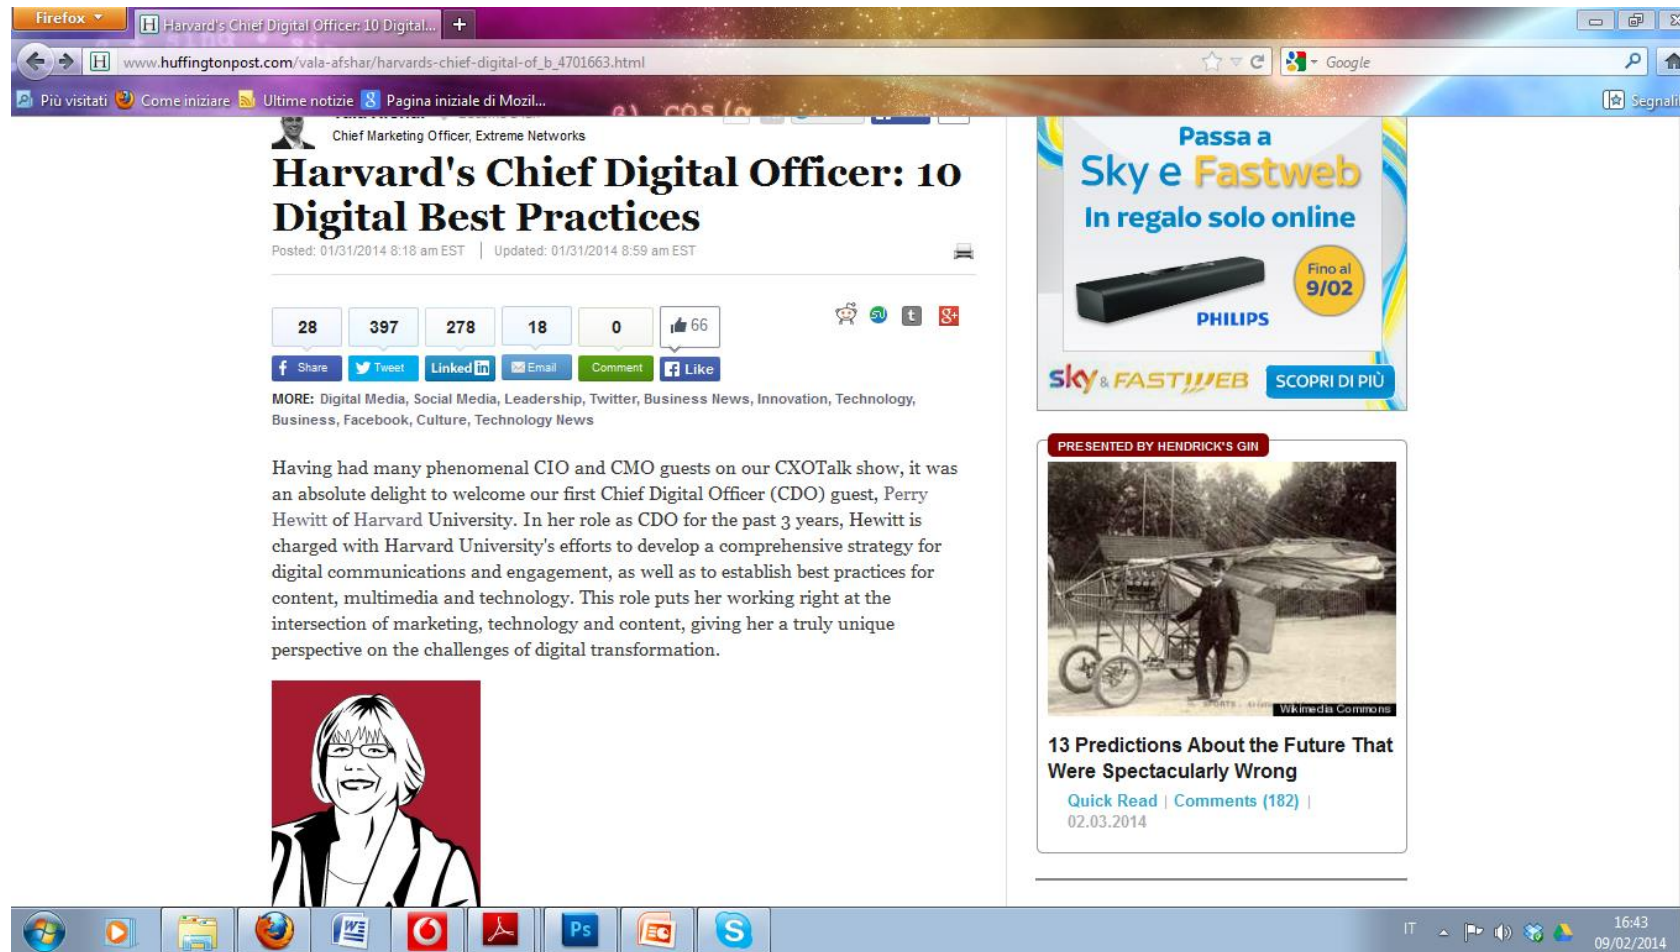 Firefox
Harvard's Chief Digital Officer: 10 Digital...
www.huffingtonpost.com/vala-afshar/harvards-chief-digital-of_b_4701663.html
Google
Più visitati Come iniziare Ultime notizie Pagina iniziale di Mozil...
Segnali
Chief Marketing Officer, Extreme Networks
Harvard's Chief Digital Officer: 10
Digital Best Practices
Posted: 01/31/2014 8:18 am EST | Updated: 01/31/2014 8:59 am EST
28 397 278 18 0 66
Share Tweet Linked in Email Comment Like
MORE: Digital Media, Social Media, Leadership, Twitter, Business News, Innovation, Technology,
Business, Facebook, Culture, Technology News
Having had many phenomenal CIO and CMO guests on our CXOTalk show, it was
an absolute delight to welcome our first Chief Digital Officer (CDO) guest, Perry
Hewitt of Harvard University. In her role as CDO for the past 3 years, Hewitt is
charged with Harvard University's efforts to develop a comprehensive strategy for
digital communications and engagement, as well as to establish best practices for
content, multimedia and technology. This role puts her working right at the
intersection of marketing, technology and content, giving her a truly unique
perspective on the challenges of digital transformation.
Passa a
Sky e Fastweb
In regalo solo online
Fino al
9/02
PHILIPS
sky & FASTWEB SCOPRI DI PIÙ
PRESENTED BY HENDRICK'S GIN
Wikimedia Commons
13 Predictions About the Future That
Were Spectacularly Wrong
Quick Read | Comments (182) |
02.03.2014
IT
16:43
09/02/2014